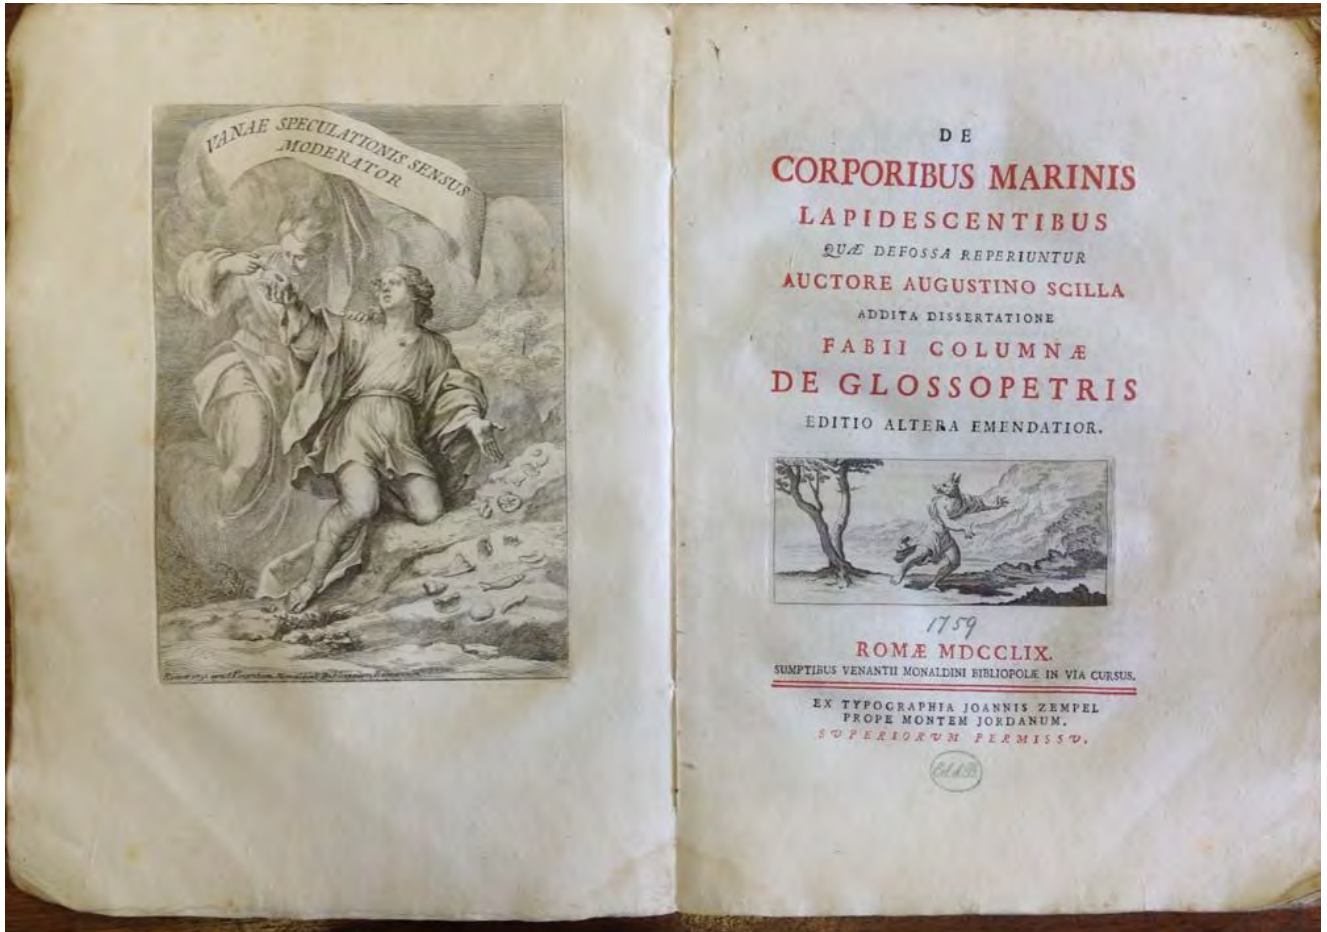 VANAE SPECULATIONIS SENSUS
MODERATOR
DE
CORPORIBUS MARINIS
LAPIDESCENTIBUS
QUÆ DEFOSSA REPERIUNTUR
AUCTORE AUGUSTINO SCILLA
ADDITA DISSERTATIONE
FABII COLUMNÆ
DE GLOSSOPETRIS
EDITIO ALTERA EMENDATIOR.
1759
ROMÆ MDCCLIX.
SUMPTIBUS VENANTII MONALDINI BIBLIOPOLÆ IN VIA CURSUS.
EX TYPOGRAPHIA JOANNIS ZEMPEL
PROPE MONTEM JORDANUM.
SVPERIORVM PERMISSV.